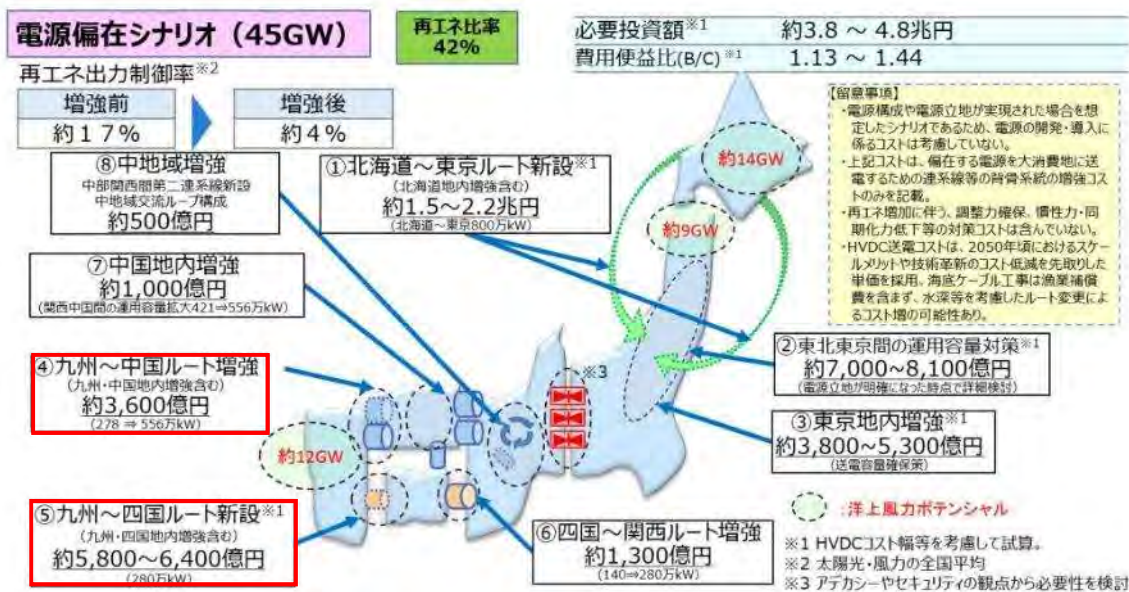 電源偏在シナリオ（45GW）
再エネ比率
42%
必要投資額※1 約3.8 ～ 4.8兆円
費用便益比(B/C) ※1 1.13 ～ 1.44
再エネ出力制御率※2
増強前 増強後
約17% 約4%
【留意事項】
・電源構成や電源立地が実現された場合を想
定したシナリオであるため、電源の開発・導入に
係るコストは考慮していない。
・上記コストは、偏在する電源を大消費地に送
電するための連系線等の背骨系統の増強コス
トのみを記載。
・再エネ増加に伴う、調整力確保、慣性力・同
期化力低下等の対策コストは含んでいない。
・HVDC送電コストは、2050年頃におけるスケー
ルメリットや技術革新のコスト低減を先取りした
単価を採用、海底ケーブル工事は漁業補償
費を含まず、水深等を考慮したルート変更によ
るコスト増の可能性あり。
⑧中地域増強
中部関西間第二連系線新設
中地域交流ループ構成
約500億円
①北海道～東京ルート新設※1
(北海道地内増強含む)
約1.5～2.2兆円
(北海道～東京800万kW)
約14GW
約9GW
⑦中国地内増強
約1,000億円
(関西中国間の運用容量拡大421⇒556万kW)
②東北東京間の運用容量対策※1
約7,000～8,100億円
(電源立地が明確になった時点で詳細検討)
④九州～中国ルート増強
(九州・中国地内増強含む)
約3,600億円
(278 ⇒ 556万kW)
※3
③東京地内増強※1
約3,800～5,300億円
(送電容量確保策)
約12GW
⑤九州～四国ルート新設※1
(九州・四国地内増強含む)
約5,800～6,400億円
(280万kW)
⑥四国～関西ルート増強
約1,300億円
(140⇒280万kW)
:洋上風力ポテンシャル
※1 HVDCコスト幅等を考慮して試算。
※2 太陽光・風力の全国平均
※3 アデカシーやセキュリティの観点から必要性を検討